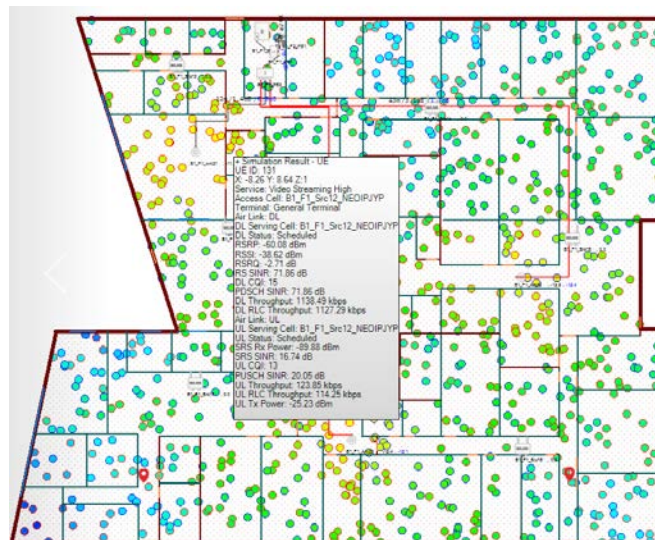 + Simulation Result - UE
UE ID: 131
X: -8.26 Y: 8.64 Z:1
Service: Video Streaming High
Access Cell: B1_F1_Src12_NEOIPJYP
Terminal: General Terminal
Air Link: DL
DL Serving Cell: B1_F1_Src12_NEOIPJYP
DL Status: Scheduled
RSRP: -60.08 dBm
RSSI: -38.62 dBm
RSRQ: -2.71 dB
RS SINR: 71.86 dB
DL CQI: 15
PDSCH SINR: 71.86 dB
DL Throughput: 1138.49 kbps
DL RLC Throughput: 1127.29 kbps
Air Link: UL
UL Serving Cell: B1_F1_Src12_NEOIPJYP
UL Status: Scheduled
SRS Rx Power: -89.88 dBm
SRS SINR: 16.74 dB
UL CQI: 13
PUSCH SINR: 20.05 dB
UL Throughput: 123.85 kbps
UL RLC Throughput: 114.25 kbps
UL Tx Power: -25.23 dBm